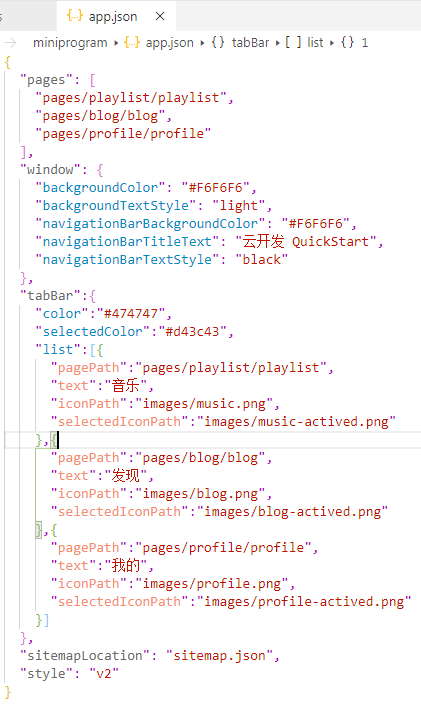 s
app.json ×
miniprogram > app.json > {} tabBar > [ ] list > {} 1
{
  "pages": [
    "pages/playlist/playlist",
    "pages/blog/blog",
    "pages/profile/profile"
  ],
  "window": {
    "backgroundColor": "#F6F6F6",
    "backgroundTextStyle": "light",
    "navigationBarBackgroundColor": "#F6F6F6",
    "navigationBarTitleText": "云开发 QuickStart",
    "navigationBarTextStyle": "black"
  },
  "tabBar":{
    "color":"#474747",
    "selectedColor":"#d43c43",
    "list":[{
      "pagePath":"pages/playlist/playlist",
      "text":"音乐",
      "iconPath":"images/music.png",
      "selectedIconPath":"images/music-actived.png"
    },{
      "pagePath":"pages/blog/blog",
      "text":"发现",
      "iconPath":"images/blog.png",
      "selectedIconPath":"images/blog-actived.png"
    },{
      "pagePath":"pages/profile/profile",
      "text":"我的",
      "iconPath":"images/profile.png",
      "selectedIconPath":"images/profile-actived.png"
    }]
  },
  "sitemapLocation": "sitemap.json",
  "style": "v2"
}